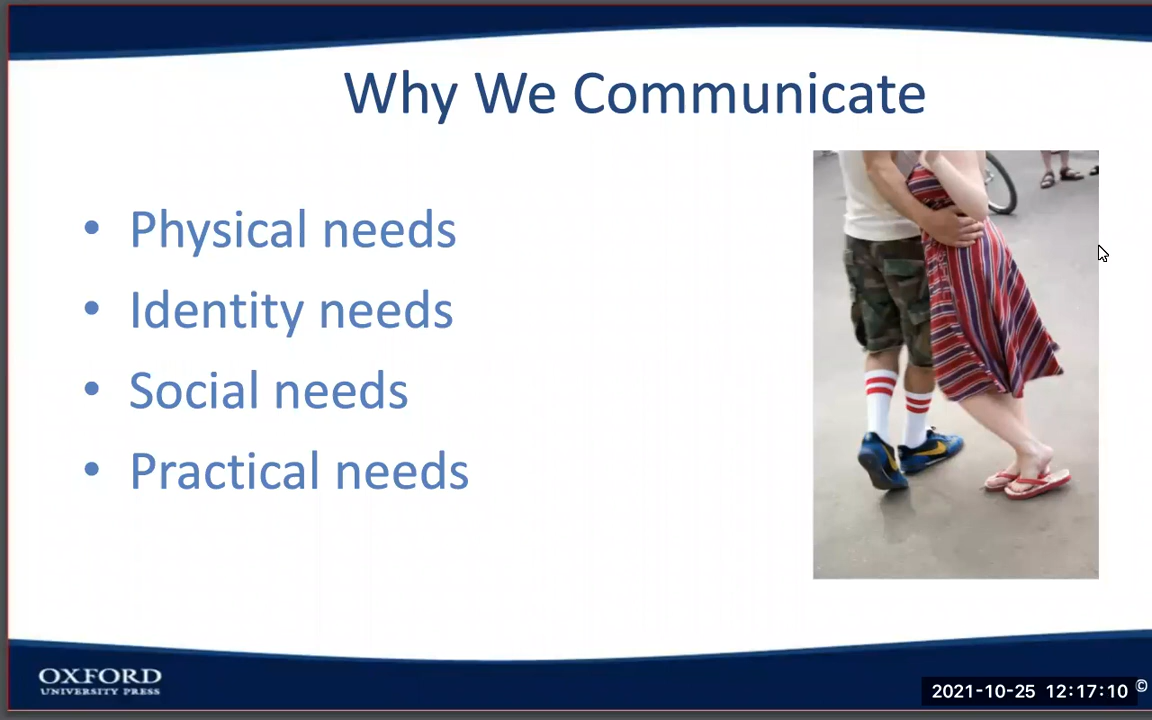 Why We Communicate
• Physical needs
• Identity needs
• Social needs
• Practical needs
OXFORD
UNIVERSITY PRESS
2021-10-25 12:17:10 ©